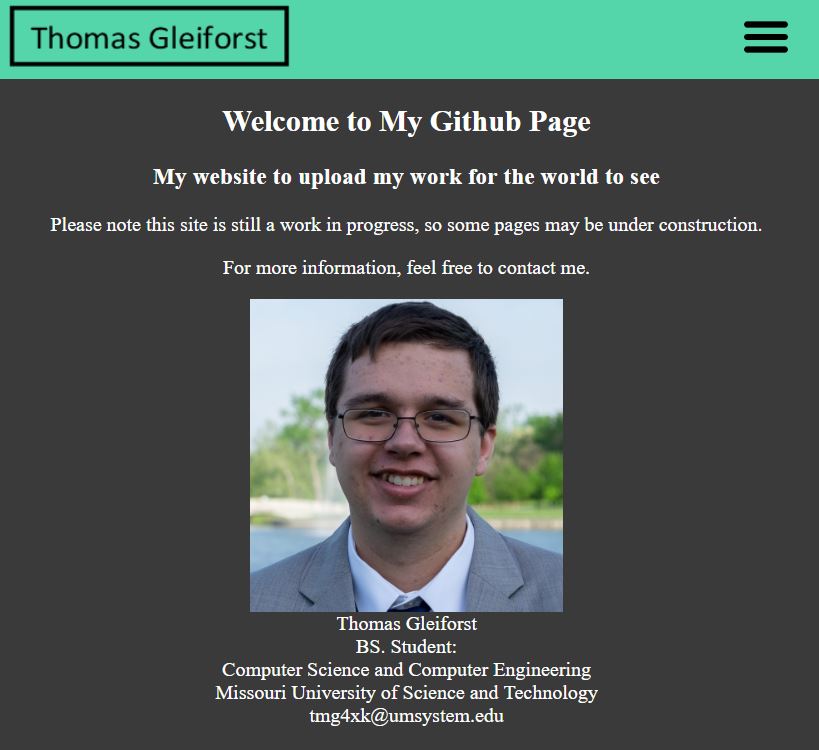 Thomas Gleiforst
Welcome to My Github Page
My website to upload my work for the world to see
Please note this site is still a work in progress, so some pages may be under construction.
For more information, feel free to contact me.
Thomas Gleiforst
BS. Student:
Computer Science and Computer Engineering
Missouri University of Science and Technology
tmg4xk@umsystem.edu